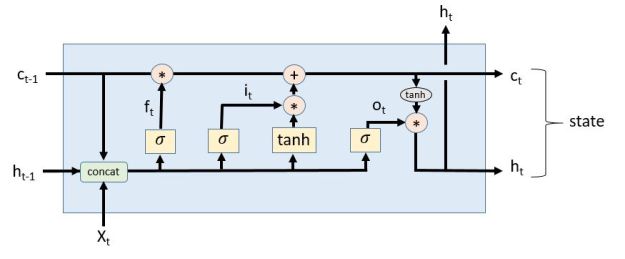 h_t
c_{t-1}
*
+
c_t
f_t
i_t
*
tanh
o_t
*
state
σ
σ
tanh
σ
h_{t-1}
concat
h_t
X_t